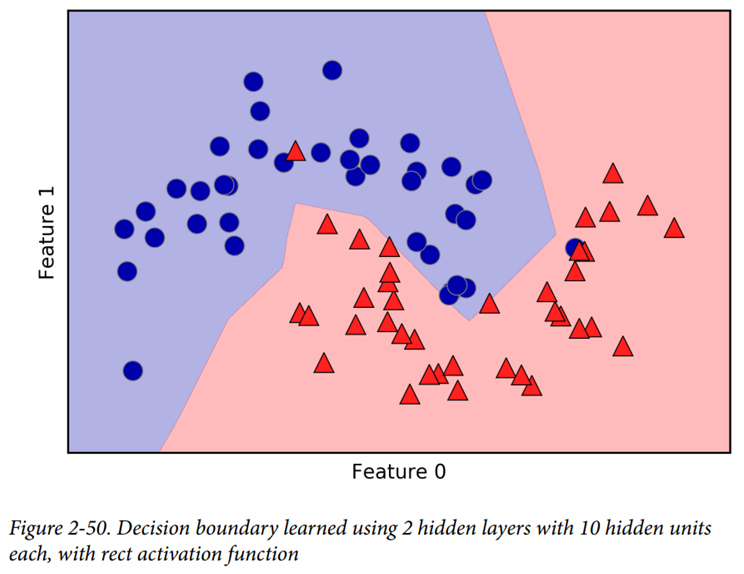 Feature 1
Feature 0
Figure 2-50. Decision boundary learned using 2 hidden layers with 10 hidden units
each, with rect activation function